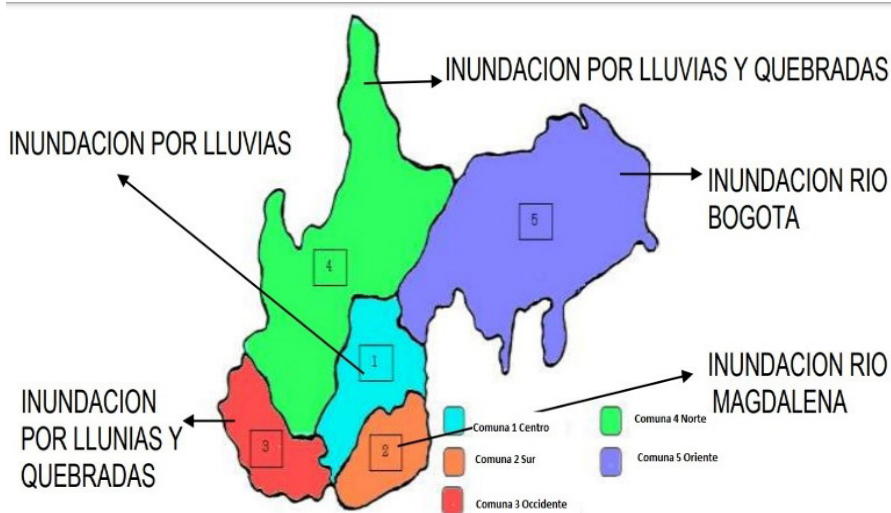 INUNDACION POR LLUVIAS Y QUEBRADAS
INUNDACION POR LLUVIAS
INUNDACION RIO
BOGOTA
5
4
1
INUNDACION RIO
MAGDALENA
INUNDACION
POR LLUNIAS Y
QUEBRADAS
3
2
Comuna 1 Centro
Comuna 4 Norte
Comuna 2 Sur
Comuna 5 Oriente
Comuna 3 Occidente